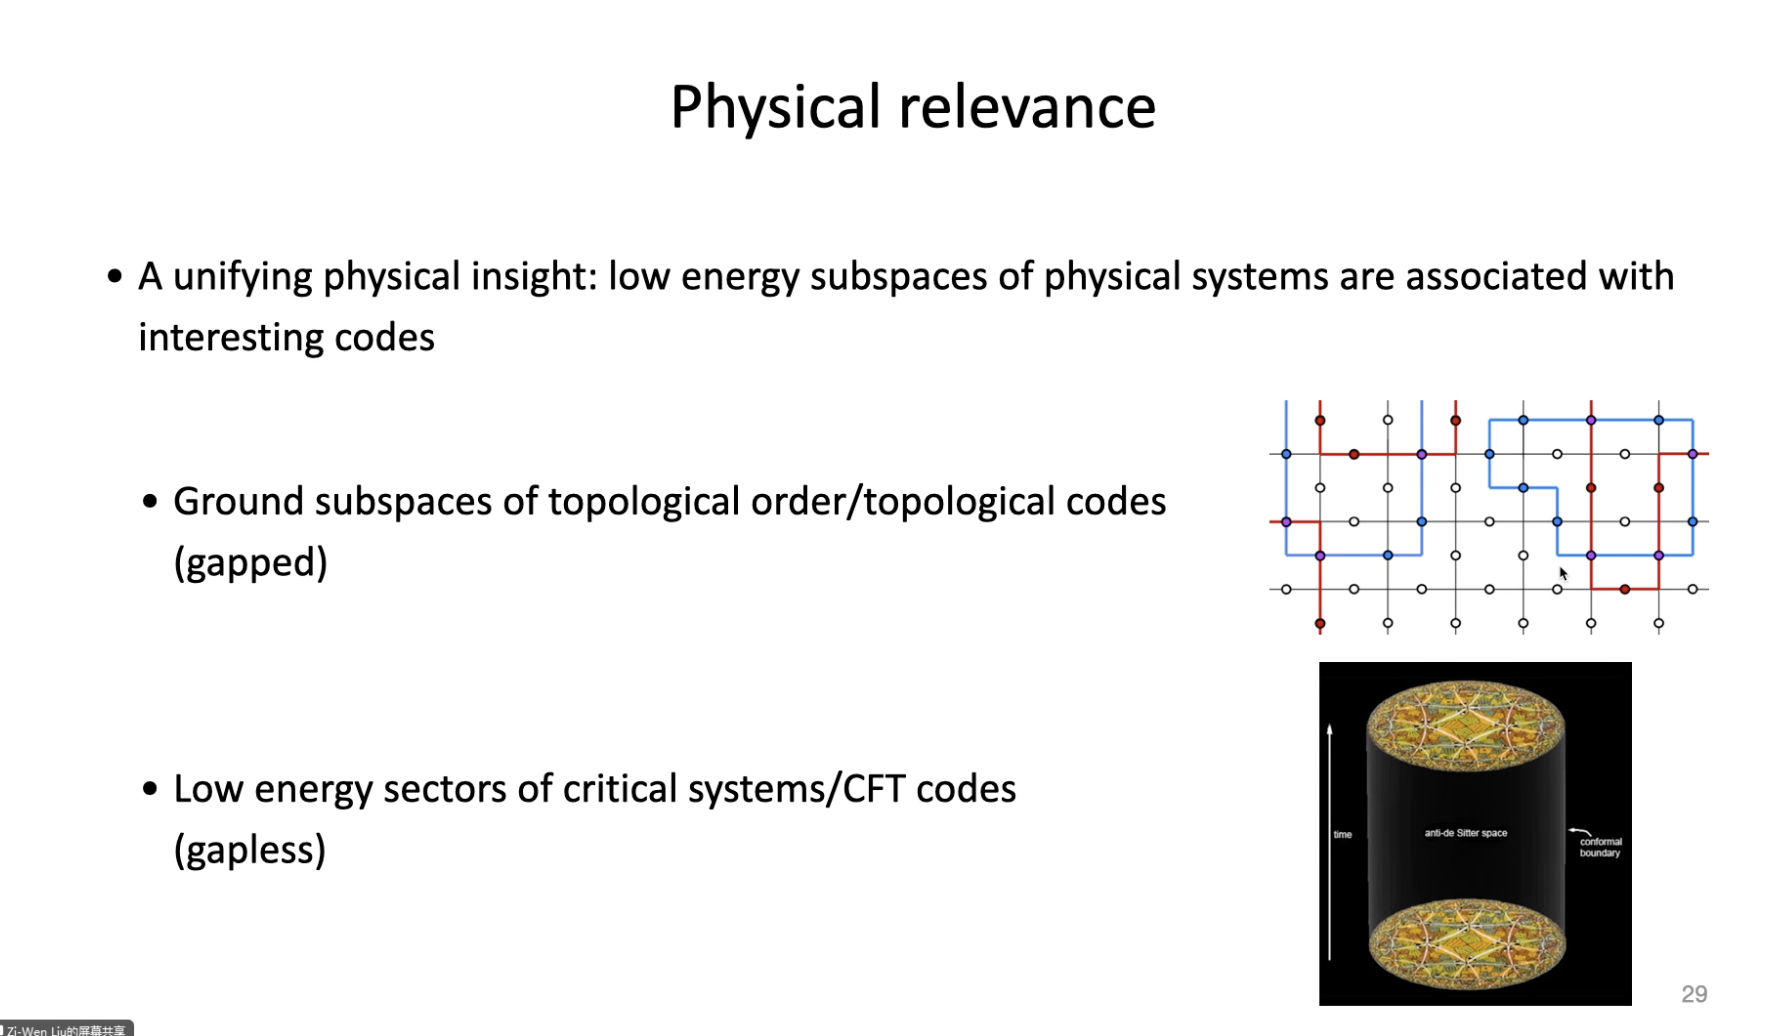 Physical relevance
• A unifying physical insight: low energy subspaces of physical systems are associated with
interesting codes
• Ground subspaces of topological order/topological codes
(gapped)
• Low energy sectors of critical systems/CFT codes
(gapless)
time
anti-de Sitter space
conformal
boundary
29
Zi-Wen Liu的屏幕共享